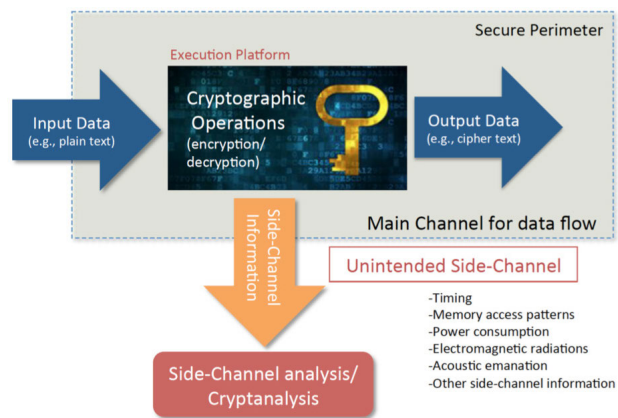 Secure Perimeter
Execution Platform
Input Data
(e.g., plain text)
Cryptographic
Operations
(encryption/
decryption)
Output Data
(e.g., cipher text)
Main Channel for data flow
Side-Channel
Information
Unintended Side-Channel
-Timing
-Memory access patterns
-Power consumption
-Electromagnetic radiations
-Acoustic emanation
-Other side-channel information
Side-Channel analysis/
Cryptanalysis